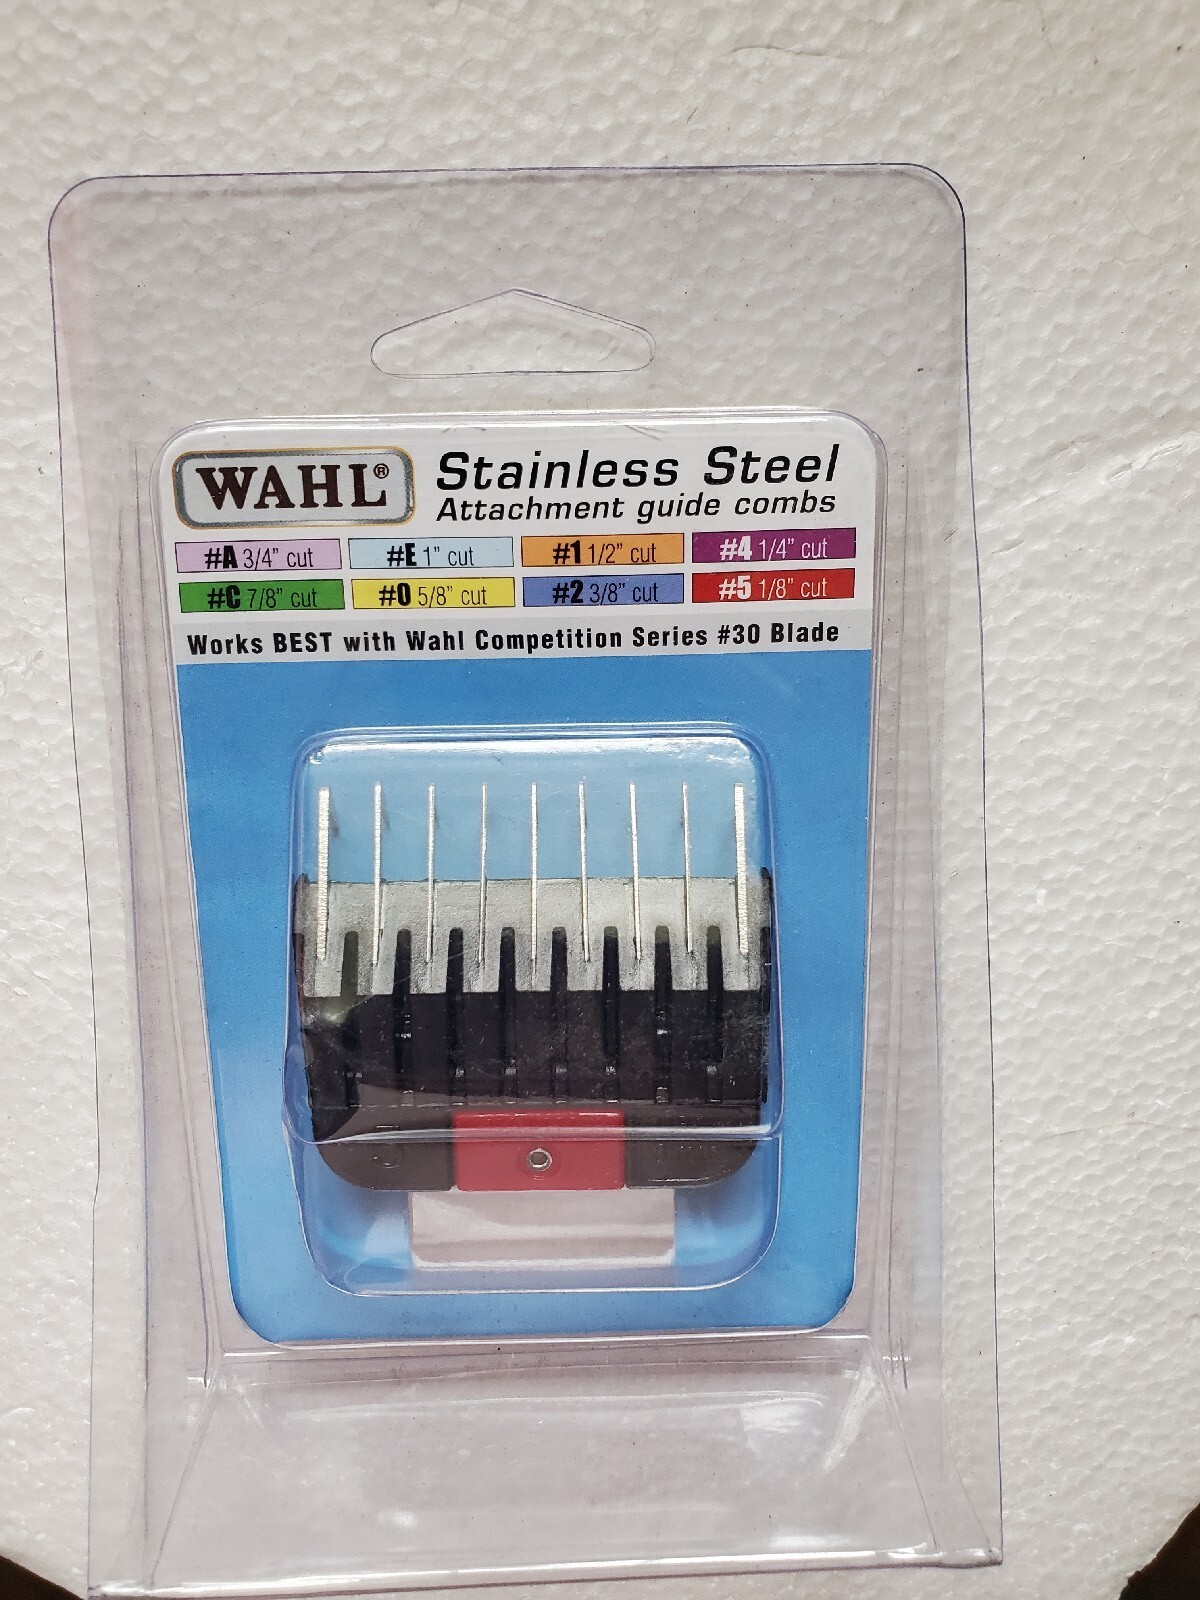 WAHL®
Stainless Steel
Attachment guide combs
#A 3/4” cut
#E 1” cut
#1 1/2” cut
#4 1/4” cut
#C 7/8” cut
#0 5/8” cut
#2 3/8” cut
#5 1/8” cut
Works BEST with Wahl Competition Series #30 Blade
5